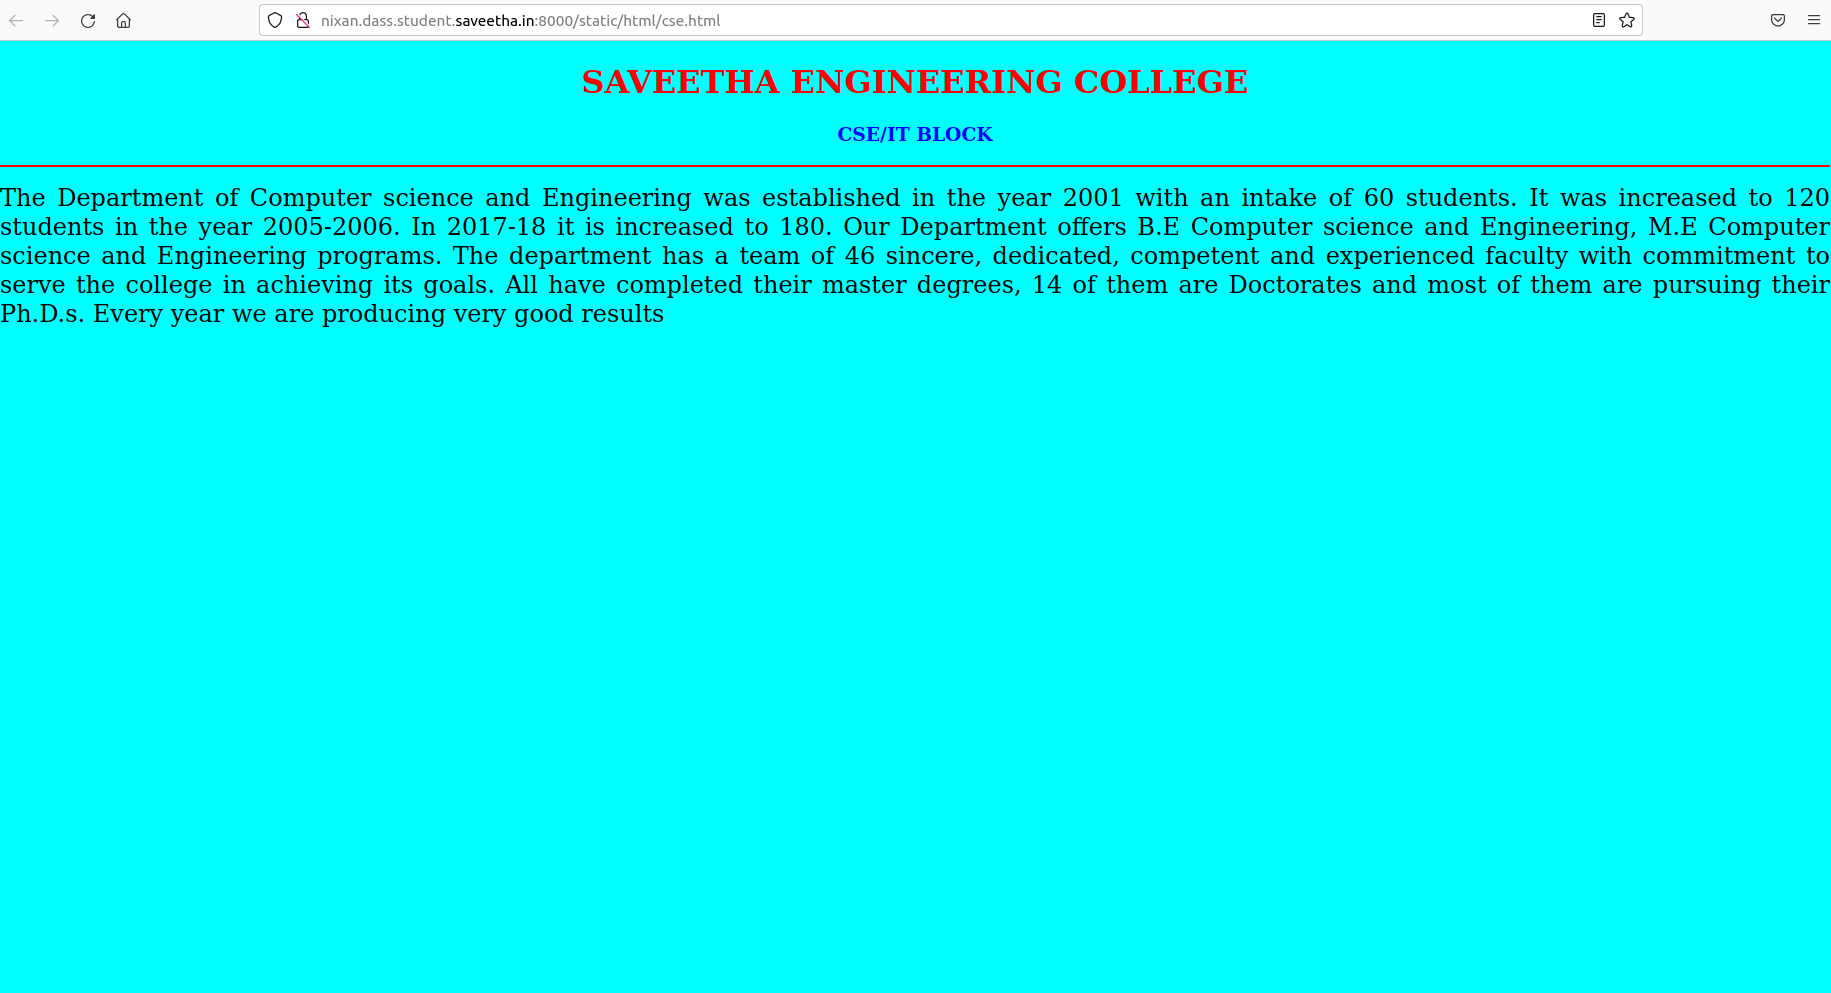 nixan.dass.student.saveetha.in:8000/static/html/cse.html
SAVEETHA ENGINEERING COLLEGE
CSE/IT BLOCK
The Department of Computer science and Engineering was established in the year 2001 with an intake of 60 students. It was increased to 120
students in the year 2005-2006. In 2017-18 it is increased to 180. Our Department offers B.E Computer science and Engineering, M.E Computer
science and Engineering programs. The department has a team of 46 sincere, dedicated, competent and experienced faculty with commitment to
serve the college in achieving its goals. All have completed their master degrees, 14 of them are Doctorates and most of them are pursuing their
Ph.D.s. Every year we are producing very good results